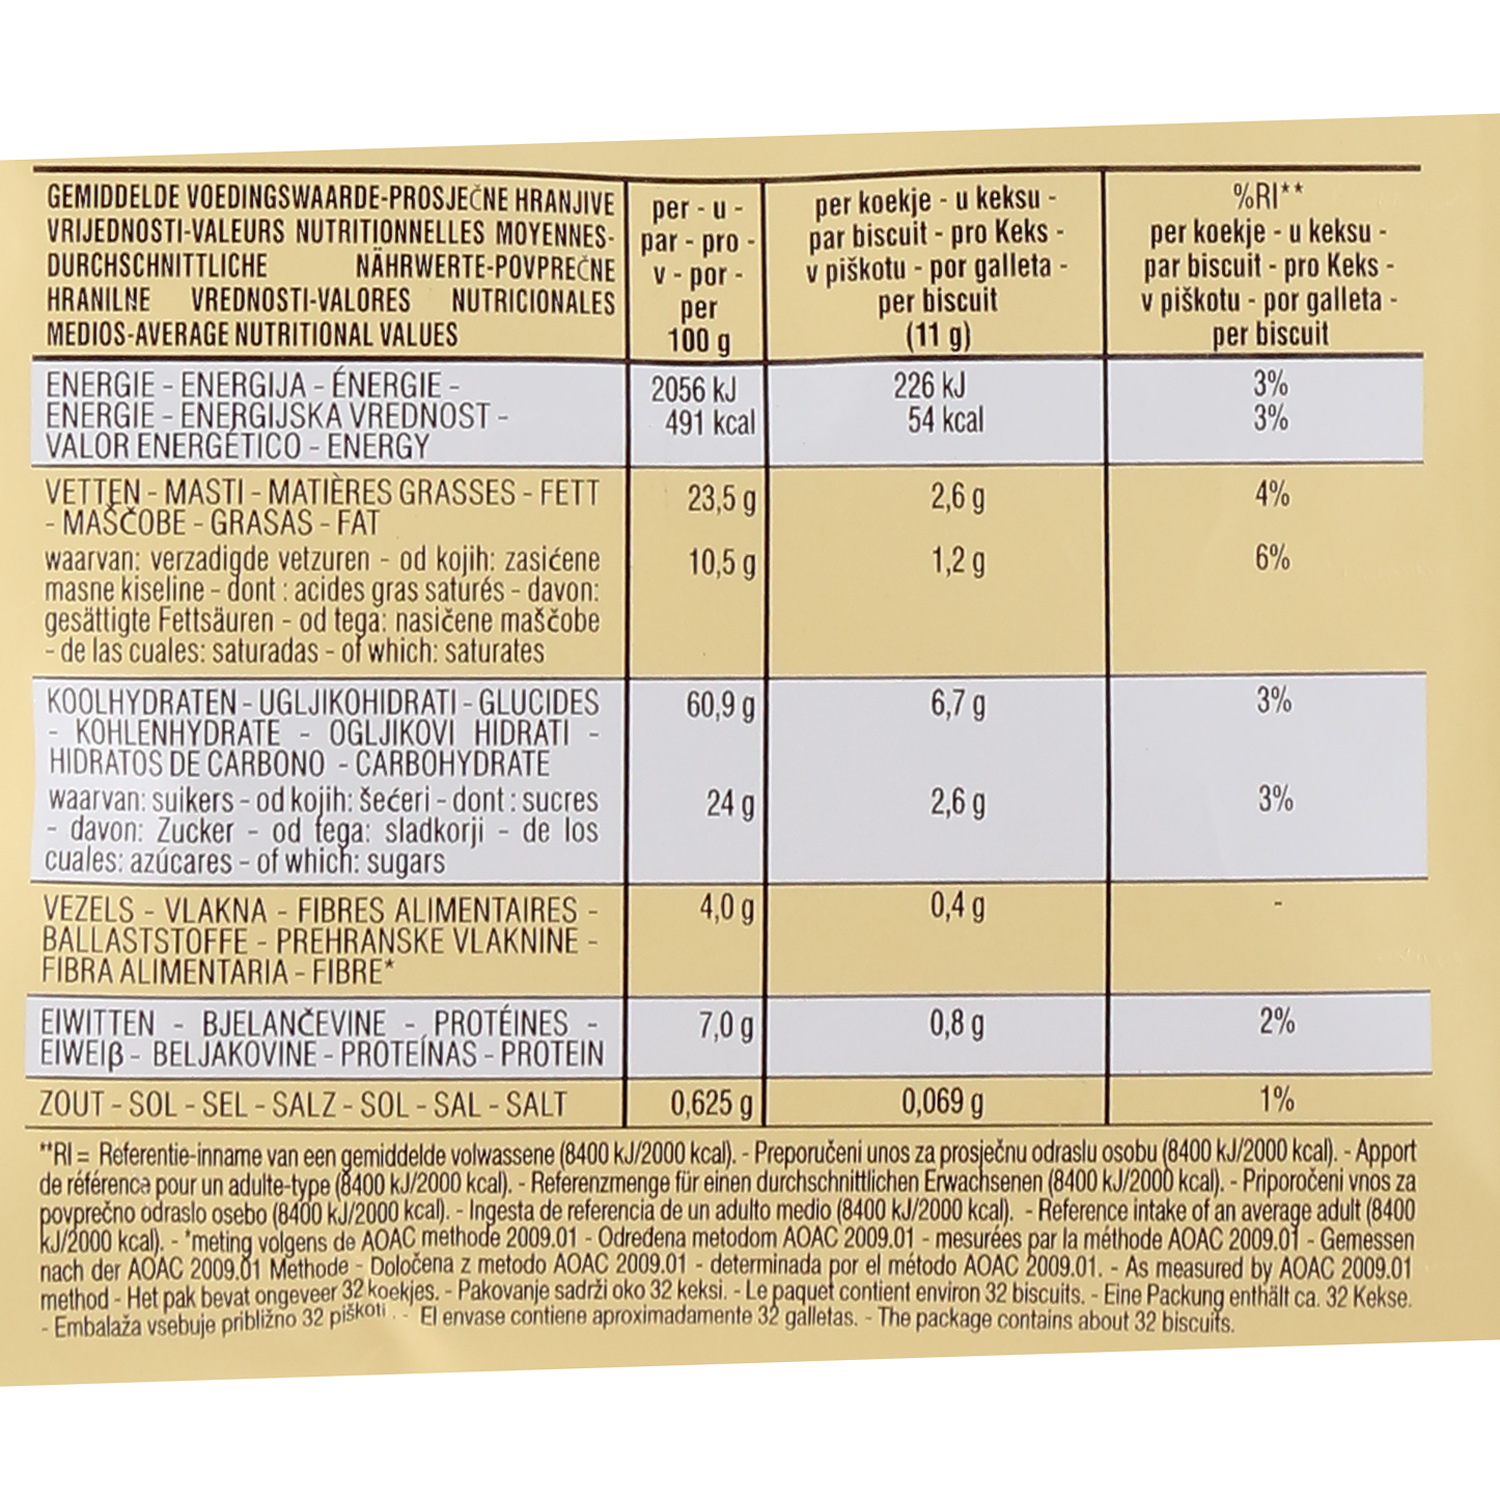 GEMIDDELDE VOEDINGSWAARDE-PROSJEČNE HRANJIVE
VRIJEDNOSTI-VALEURS NUTRITIONNELLES MOYENNES-
DURCHSCHNITTLICHE NÄHRWERTE-POVPREČNE
HRANILNE VREDNOSTI-VALORES NUTRICIONALES
MEDIOS-AVERAGE NUTRITIONAL VALUES
per - u -
par - pro -
v - por -
per
100 g
per koekje - u keksu -
par biscuit - pro Keks -
v piškotu - por galleta -
per biscuit
(11 g)
%RI**
per koekje - u keksu -
par biscuit - pro Keks -
v piškotu - por galleta -
per biscuit
ENERGIE - ENERGIJA - ÉNERGIE - 2056 kJ 226 kJ 3%
ENERGIE - ENERGIJSKA VREDNOST - 491 kcal 54 kcal 3%
VALOR ENERGÉTICO - ENERGY
VETTEN - MASTI - MATIÈRES GRASSES - FETT 23,5 g 2,6 g 4%
- MAŠČOBE - GRASAS - FAT
waarvan: verzadigde vetzuren - od kojih: zasićene 10,5 g 1,2 g 6%
masne kiseline - dont : acides gras saturés - davon:
gesättigte Fettsäuren - od tega: nasičene maščobe
- de las cuales: saturadas - of which: saturates
KOOLHYDRATEN - UGLJIKOHIDRATI - GLUCIDES 60,9 g 6,7 g 3%
- KOHLENHYDRATE - OGLJIKOVI HIDRATI -
HIDRATOS DE CARBONO - CARBOHYDRATE
waarvan: suikers - od kojih: šećeri - dont : sucres 24 g 2,6 g 3%
- davon: Zucker - od tega: sladkorji - de los
cuales: azúcares - of which: sugars
VEZELS - VLAKNA - FIBRES ALIMENTAIRES - 4,0 g 0,4 g -
BALLASTSTOFFE - PREHRANSKE VLAKNINE -
FIBRA ALIMENTARIA - FIBRE*
EIWITTEN - BJELANČEVINE - PROTÉINES - 7,0 g 0,8 g 2%
EIWEIβ - BELJAKOVINE - PROTEÍNAS - PROTEIN
ZOUT - SOL - SEL - SALZ - SOL - SAL - SALT 0,625 g 0,069 g 1%
**RI = Referentie-inname van een gemiddelde volwassene (8400 kJ/2000 kcal). - Preporučeni unos za prosječnu odraslu osobu (8400 kJ/2000 kcal). - Apport
de référence pour un adulte-type (8400 kJ/2000 kcal). - Referenzmenge für einen durchschnittlichen Erwachsenen (8400 kJ/2000 kcal). - Priporočeni vnos za
povprečno odraslo osebo (8400 kJ/2000 kcal). - Ingesta de referencia de un adulto medio (8400 kJ/2000 kcal). - Reference intake of an average adult (8400
kJ/2000 kcal). - *meting volgens de AOAC methode 2009.01 - Određena metodom AOAC 2009.01 - mesurées par la méthode AOAC 2009.01 - Gemessen
nach der AOAC 2009.01 Methode - Določena z metodo AOAC 2009.01 - determinada por el método AOAC 2009.01. - As measured by AOAC 2009.01
method - Het pak bevat ongeveer 32 koekjes. - Pakovanje sadrži oko 32 keksi. - Le paquet contient environ 32 biscuits. - Eine Packung enthält ca. 32 Kekse.
- Embalaža vsebuje približno 32 piškoti . - El envase contiene aproximadamente 32 galletas. - The package contains about 32 biscuits.